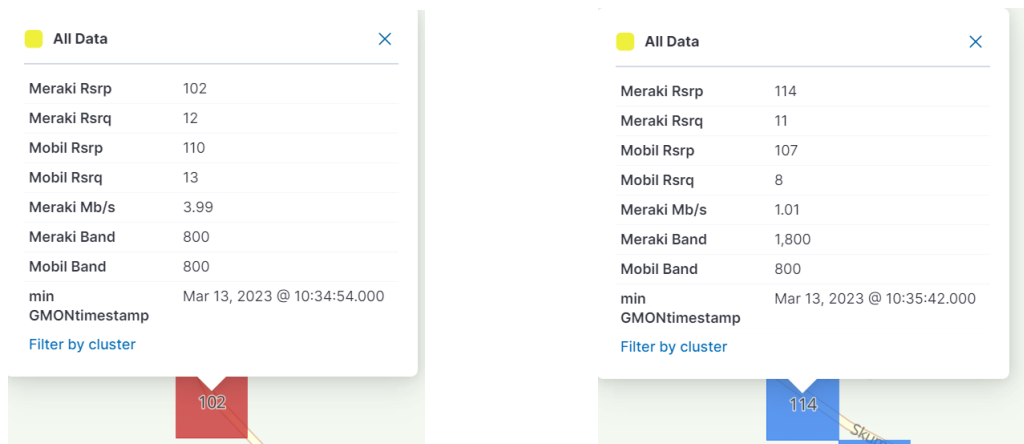 All Data
Meraki Rsrp 102
Meraki Rsrq 12
Mobil Rsrp 110
Mobil Rsrq 13
Meraki Mb/s 3.99
Meraki Band 800
Mobil Band 800
min Mar 13, 2023 @ 10:34:54.000
GMONtimestamp
Filter by cluster
102
All Data
Meraki Rsrp 114
Meraki Rsrq 11
Mobil Rsrp 107
Mobil Rsrq 8
Meraki Mb/s 1.01
Meraki Band 1,800
Mobil Band 800
min Mar 13, 2023 @ 10:35:42.000
GMONtimestamp
Filter by cluster
114